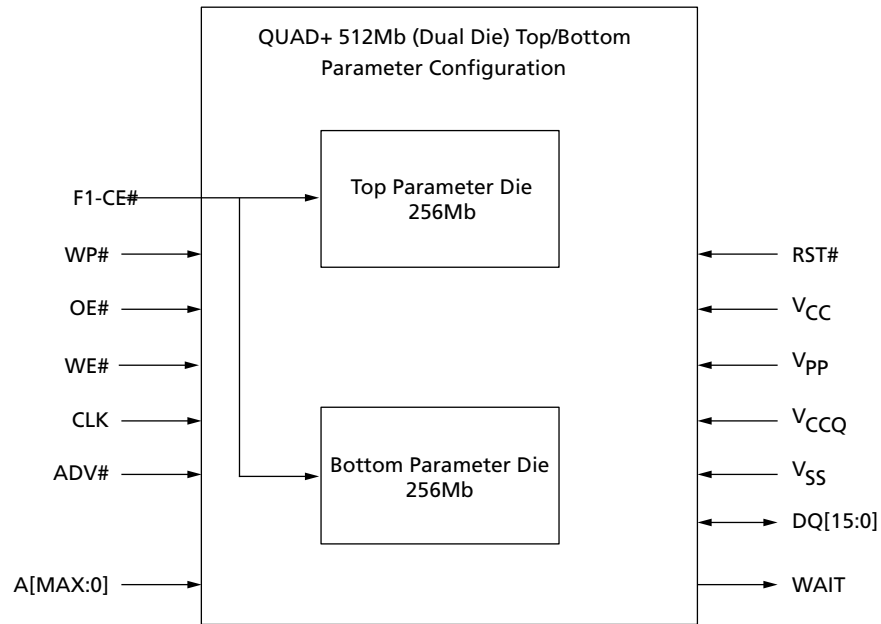 QUAD+ 512Mb (Dual Die) Top/Bottom
Parameter Configuration
Top Parameter Die
256Mb
F1-CE#
WP#
OE#
WE#
CLK
ADV#
A[MAX:0]
Bottom Parameter Die
256Mb
RST#
VCC
VPP
VCCQ
VSS
DQ[15:0]
WAIT